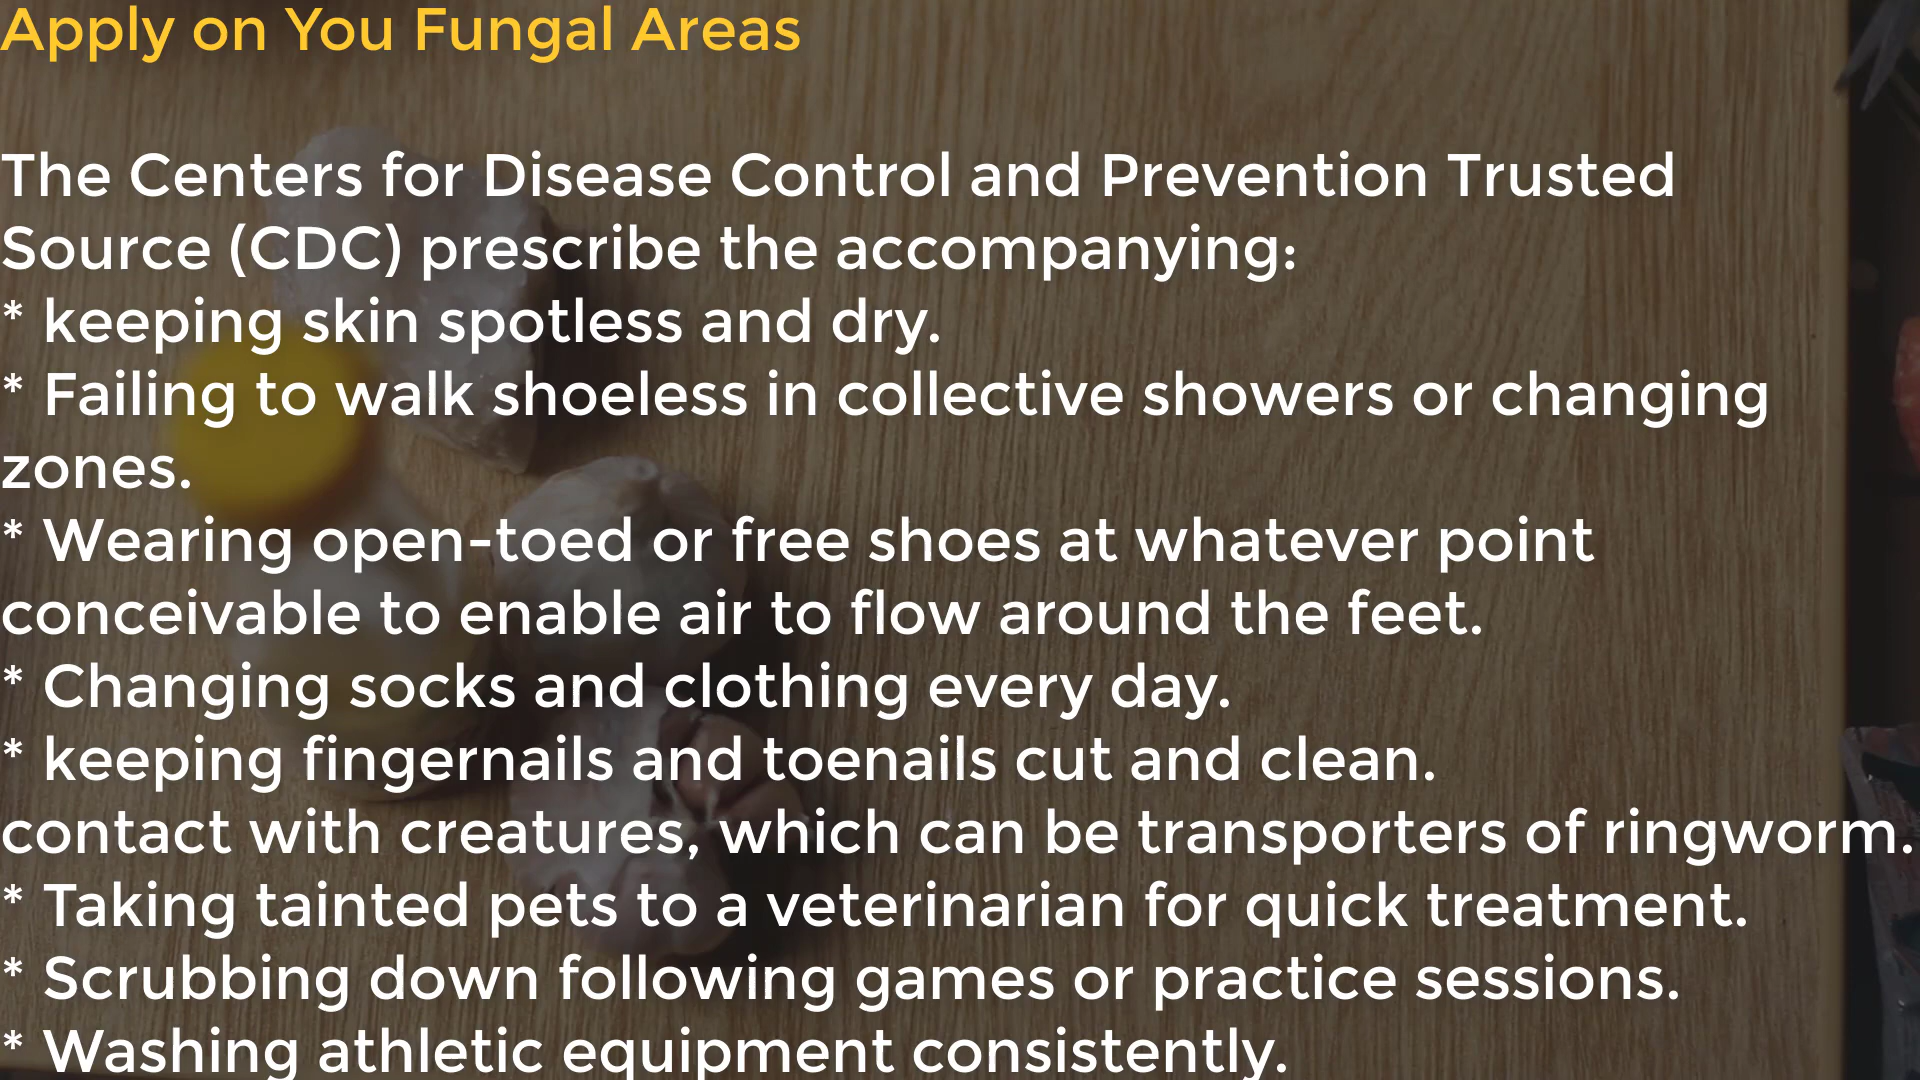 Apply on You Fungal Areas
The Centers for Disease Control and Prevention Trusted
Source (CDC) prescribe the accompanying:
* keeping skin spotless and dry.
* Failing to walk shoeless in collective showers or changing
zones.
* Wearing open-toed or free shoes at whatever point
conceivable to enable air to flow around the feet.
* Changing socks and clothing every day.
* keeping fingernails and toenails cut and clean.
contact with creatures, which can be transporters of ringworm.
* Taking tainted pets to a veterinarian for quick treatment.
* Scrubbing down following games or practice sessions.
* Washing athletic equipment consistently.